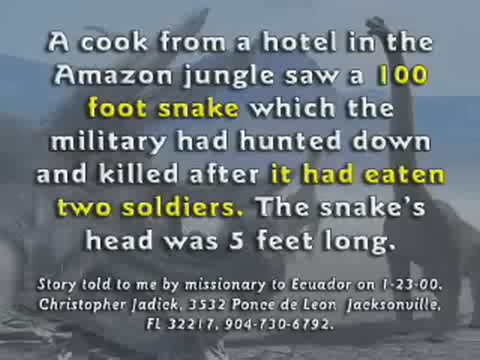 A cook from a hotel in the
Amazon jungle saw a 100
foot snake which the
military had hunted down
and killed after it had eaten
two soldiers. The snake's
head was 5 feet long.
Story told to me by missionary to Ecuador on 1-23-00.
Christopher Jadick, 3532 Ponce de Leon Jacksonville,
FL 32217, 904-730-6792.